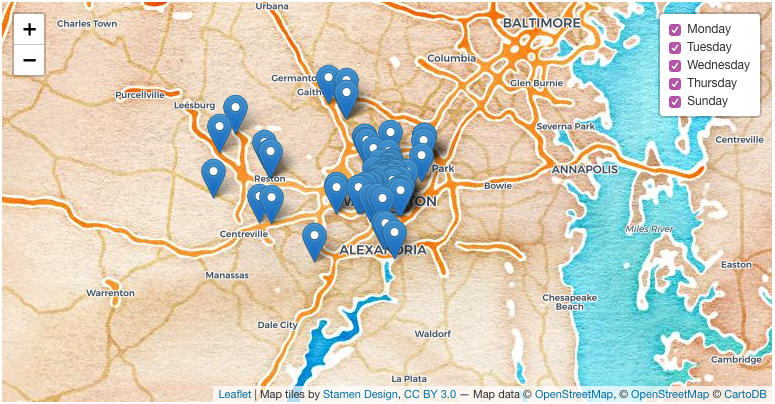 Urbana
Charles Town
BALTIMORE
+
−
Monday
Tuesday
Wednesday
Thursday
Sunday
Columbia
Germanto
Gaith
Glen Burnie
Purcellville
Leesburg
Severna Park
Centreville
Park
ANNAPOLIS
Reston
Bowie
W
TON
Miles River
Centreville
ALEXANDRIA
Easton
Manassas
Warrenton
Chesapeake
Beach
Dale City
Waldorf
Cambridge
La Plata
Leaflet | Map tiles by Stamen Design, CC BY 3.0 — Map data © OpenStreetMap, © OpenStreetMap © CartoDB